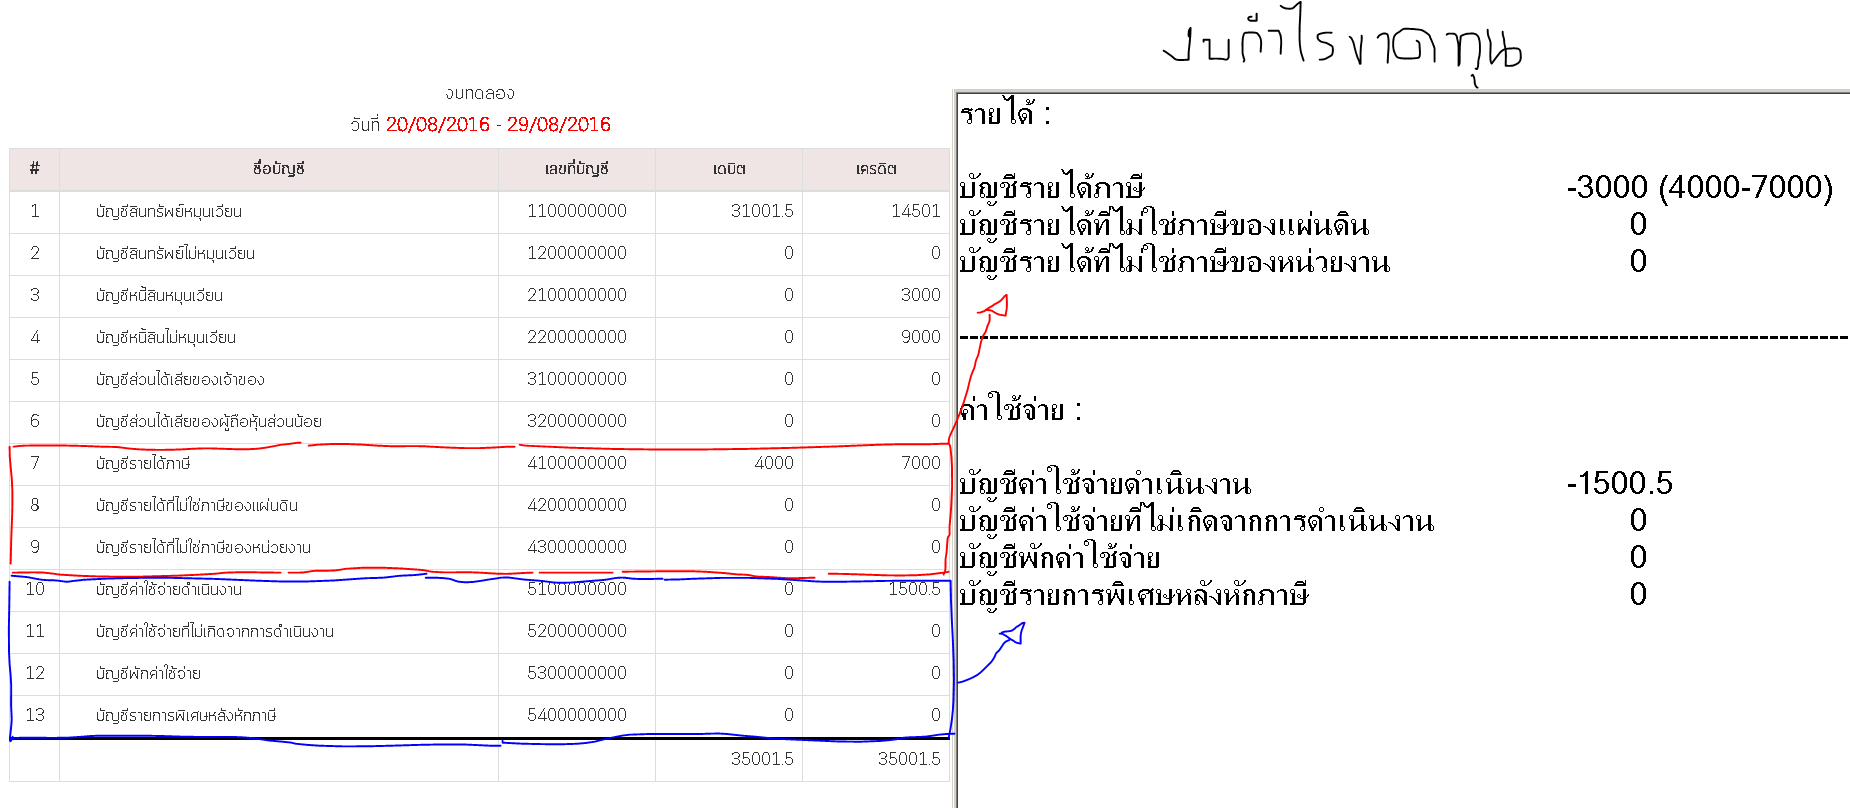 งบกำไรขาดทุน
งบทดลอง
วันที่ 20/08/2016 - 29/08/2016
# ชื่อบัญชี เลขที่บัญชี เดบิต เครดิต
1 บัญชีสินทรัพย์หมุนเวียน 1100000000 31001.5 14501
2 บัญชีสินทรัพย์ไม่หมุนเวียน 1200000000 0 0
3 บัญชีหนี้สินหมุนเวียน 2100000000 0 3000
4 บัญชีหนี้สินไม่หมุนเวียน 2200000000 0 9000
5 บัญชีส่วนได้เสียของเจ้าของ 3100000000 0 0
6 บัญชีส่วนได้เสียของผู้ถือหุ้นส่วนน้อย 3200000000 0 0
7 บัญชีรายได้ภาษี 4100000000 4000 7000
8 บัญชีรายได้ที่ไม่ใช่ภาษีของแผ่นดิน 4200000000 0 0
9 บัญชีรายได้ที่ไม่ใช่ภาษีของหน่วยงาน 4300000000 0 0
10 บัญชีค่าใช้จ่ายดำเนินงาน 5100000000 0 1500.5
11 บัญชีค่าใช้จ่ายที่ไม่เกิดจากการดำเนินงาน 5200000000 0 0
12 บัญชีพักค่าใช้จ่าย 5300000000 0 0
13 บัญชีรายการพิเศษหลังหักภาษี 5400000000 0 0
35001.5 35001.5
รายได้ :
บัญชีรายได้ภาษี -3000 (4000-7000)
บัญชีรายได้ที่ไม่ใช่ภาษีของแผ่นดิน 0
บัญชีรายได้ที่ไม่ใช่ภาษีของหน่วยงาน 0
ค่าใช้จ่าย :
บัญชีค่าใช้จ่ายดำเนินงาน -1500.5
บัญชีค่าใช้จ่ายที่ไม่เกิดจากการดำเนินงาน 0
บัญชีพักค่าใช้จ่าย 0
บัญชีรายการพิเศษหลังหักภาษี 0